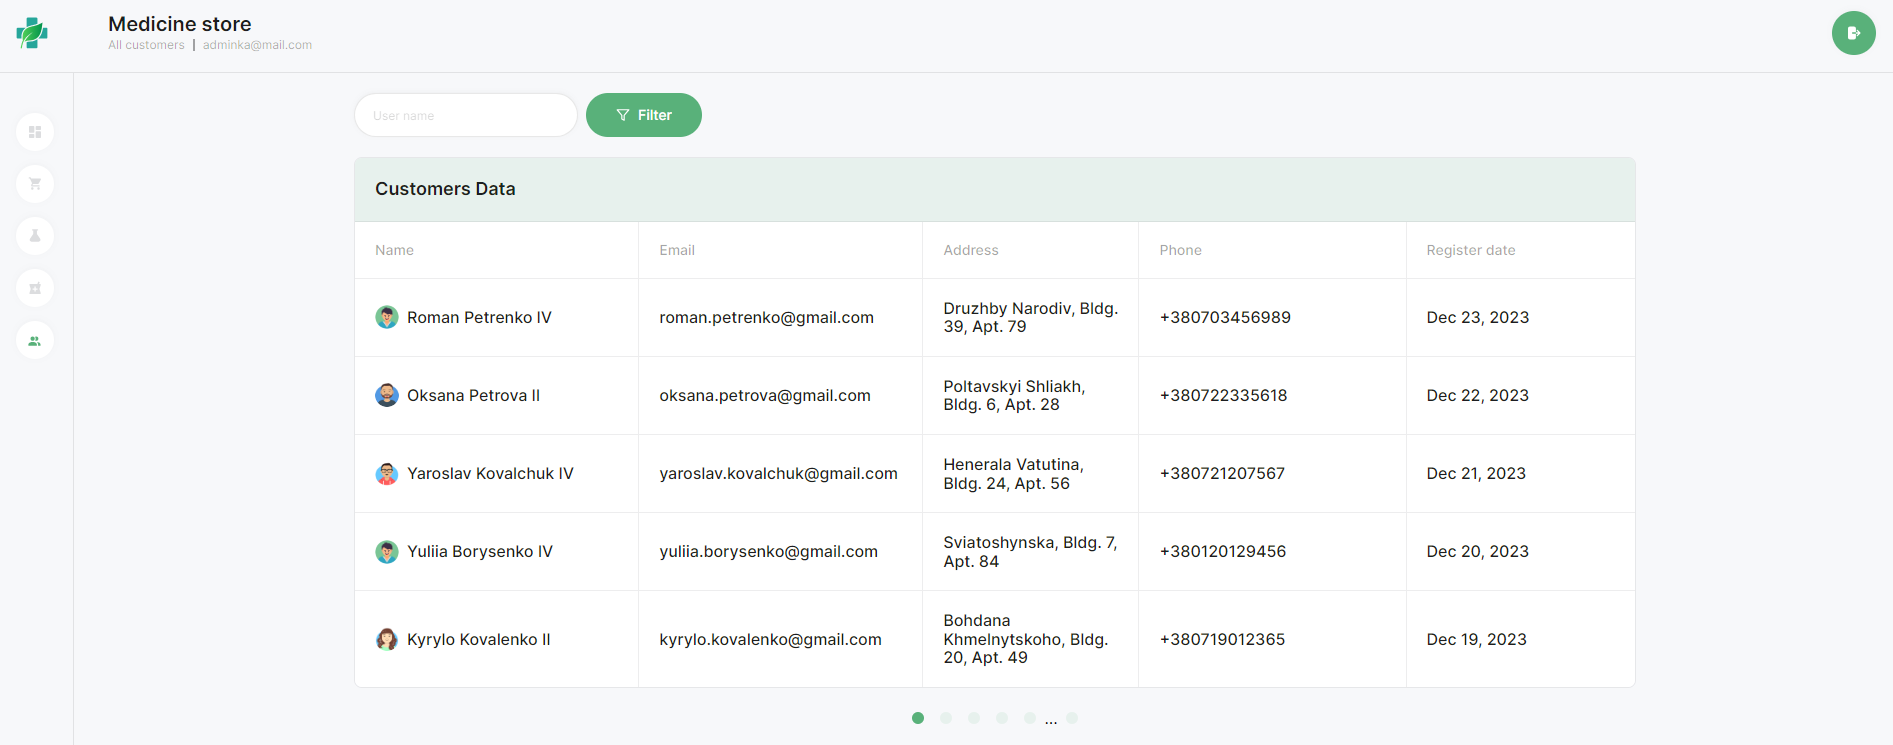 Medicine store
All customers | adminka@mail.com
User name
Filter
Customers Data
Name Email Address Phone Register date
Roman Petrenko IV roman.petrenko@gmail.com Druzhby Narodiv, Bldg. 39, Apt. 79 +380703456989 Dec 23, 2023
Oksana Petrova II oksana.petrova@gmail.com Poltavskyi Shliakh, Bldg. 6, Apt. 28 +380722335618 Dec 22, 2023
Yaroslav Kovalchuk IV yaroslav.kovalchuk@gmail.com Henerala Vatutina, Bldg. 24, Apt. 56 +380721207567 Dec 21, 2023
Yuliia Borysenko IV yuliia.borysenko@gmail.com Sviatoshynska, Bldg. 7, Apt. 84 +380120129456 Dec 20, 2023
Kyrylo Kovalenko II kyrylo.kovalenko@gmail.com Bohdana Khmelnytskoho, Bldg. 20, Apt. 49 +380719012365 Dec 19, 2023
...